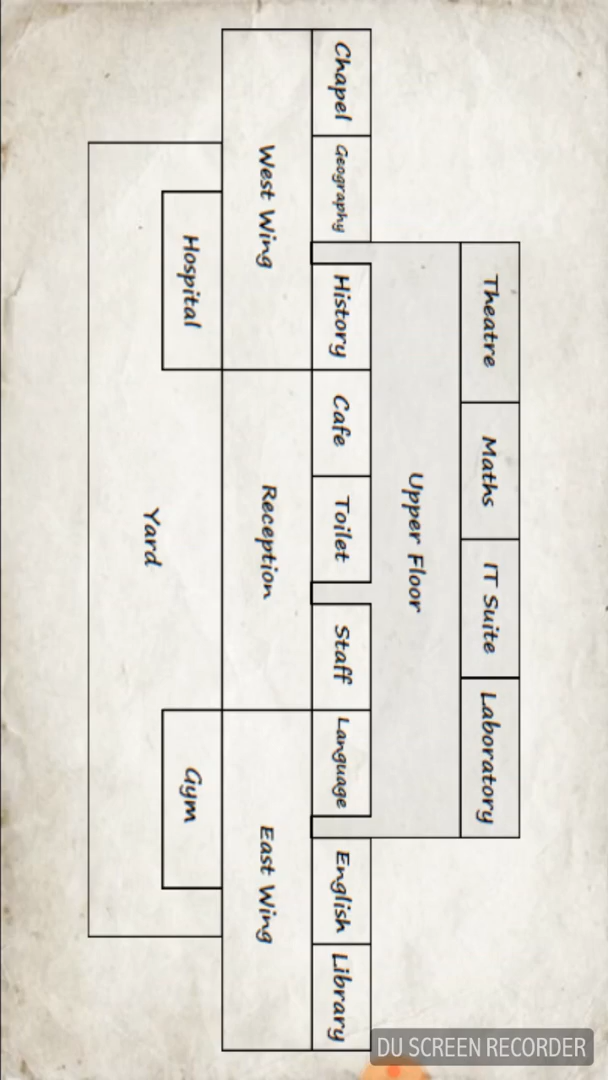 Theatre
Maths
IT Suite
Laboratory
Upper Floor
Chapel
Geography
History
Cafe
Toilet
Staff
Language
English
Library
West Wing
Reception
East Wing
Hospital
Gym
Yard
DU SCREEN RECORDER